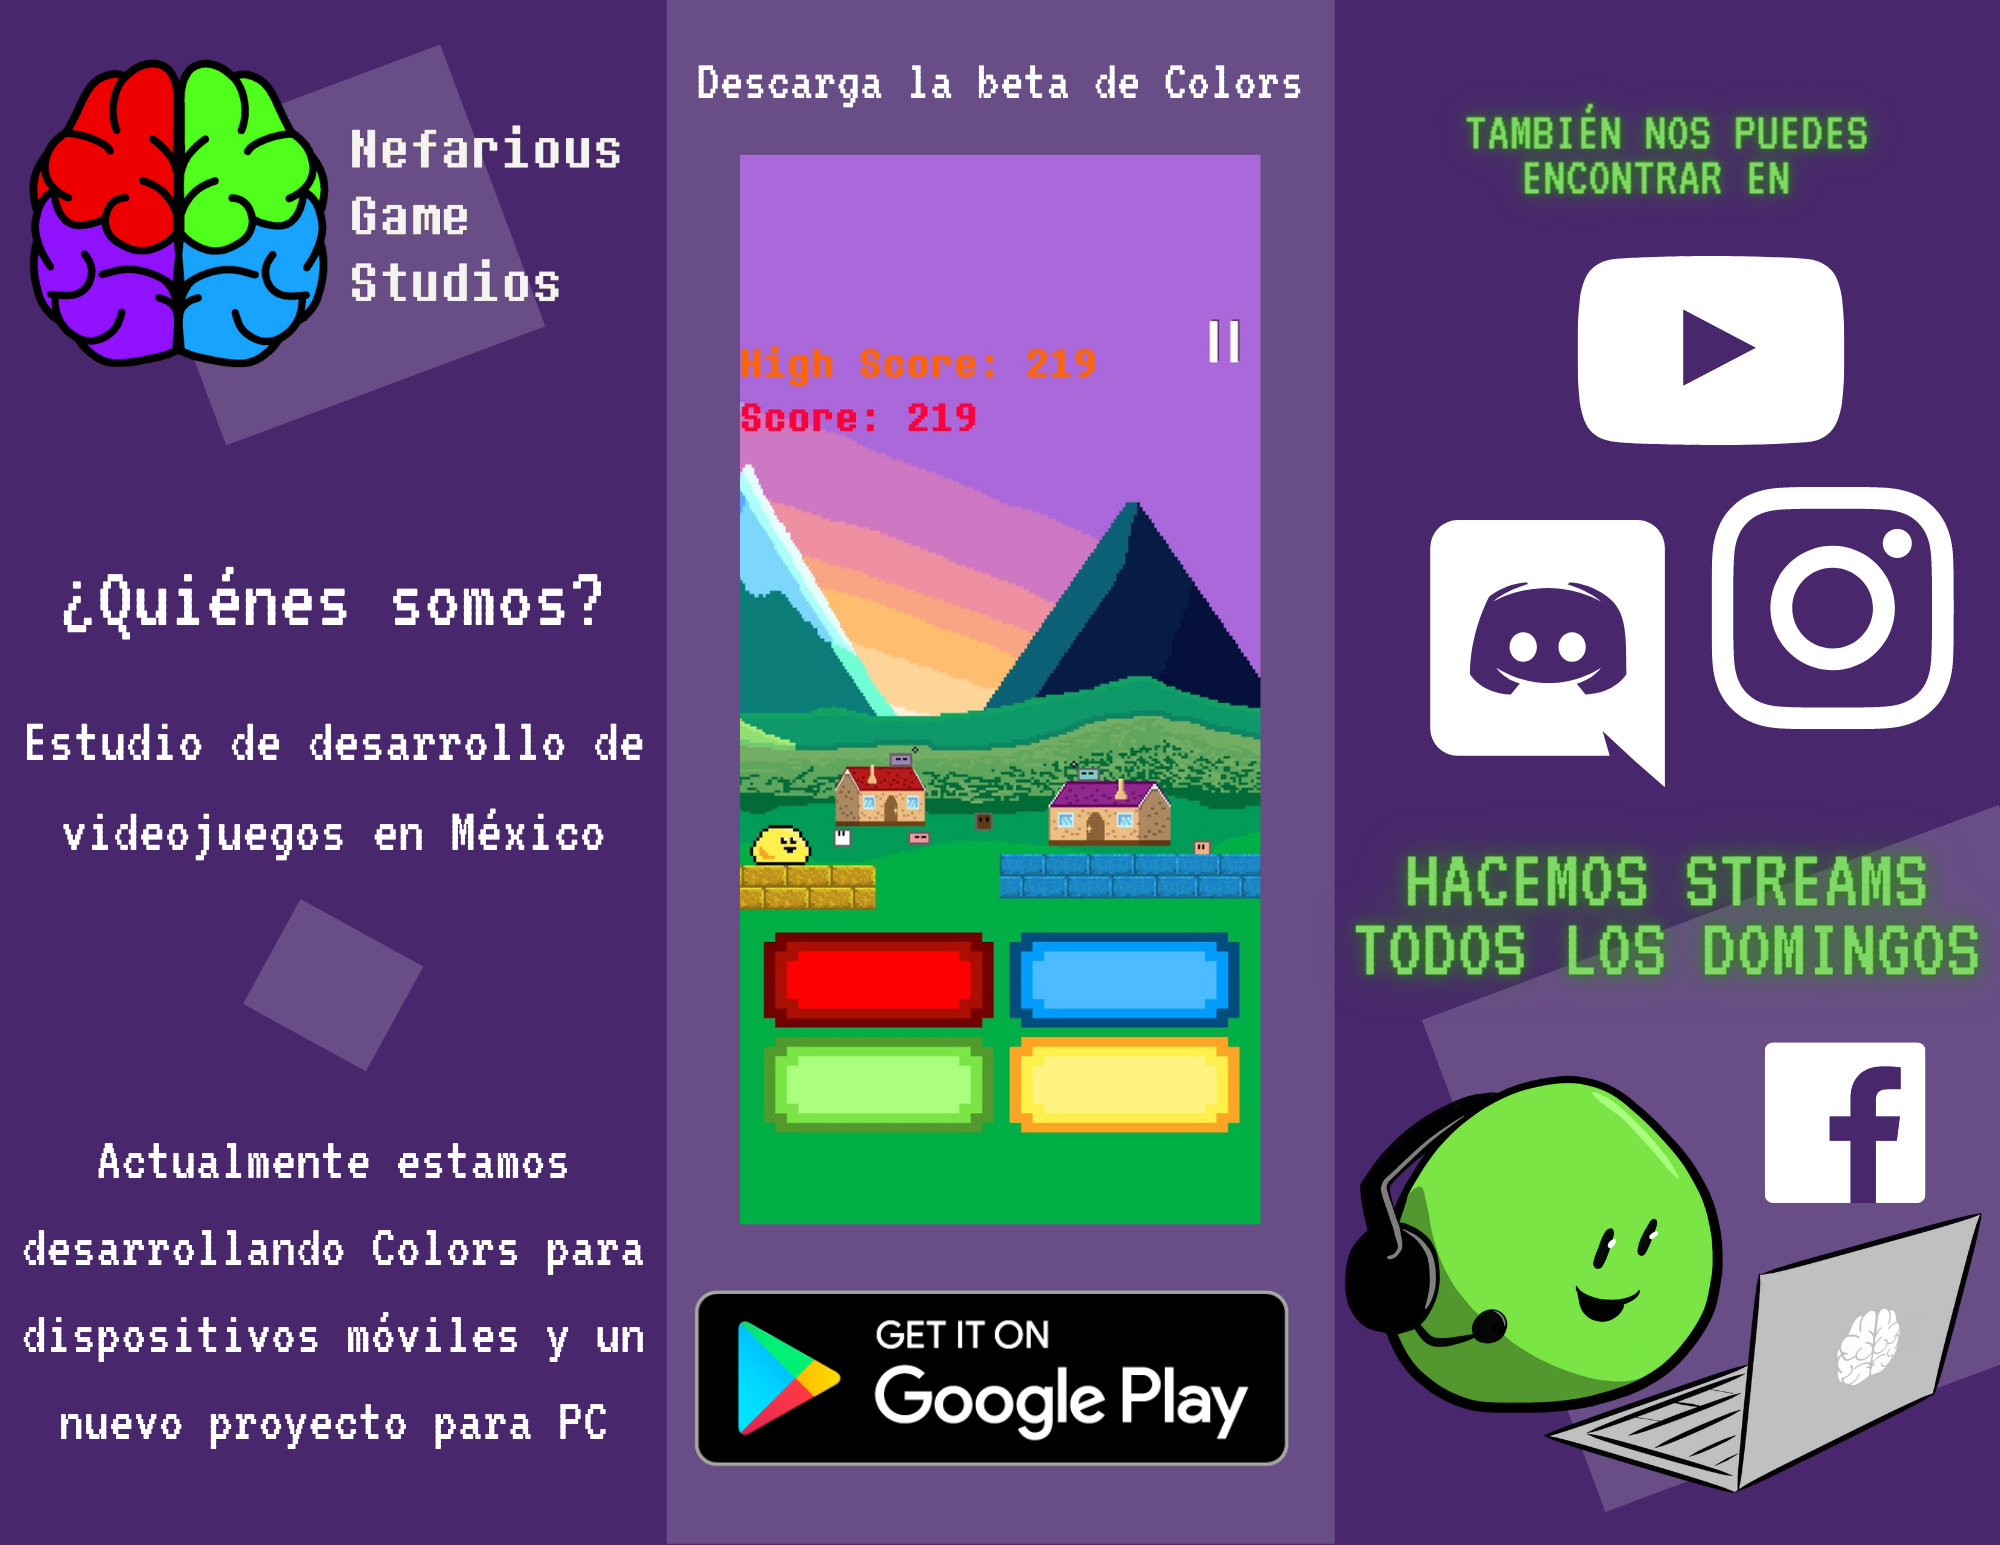 Nefarious
Game
Studios
¿Quiénes somos?
Estudio de desarrollo de
videojuegos en México
Actualmente estamos
desarrollando Colors para
dispositivos móviles y un
nuevo proyecto para PC
Descarga la beta de Colors
High Score: 219
Score: 219
GET IT ON
Google Play
TAMBIÉN NOS PUEDES
ENCONTRAR EN
HACEMOS STREAMS
TODOS LOS DOMINGOS